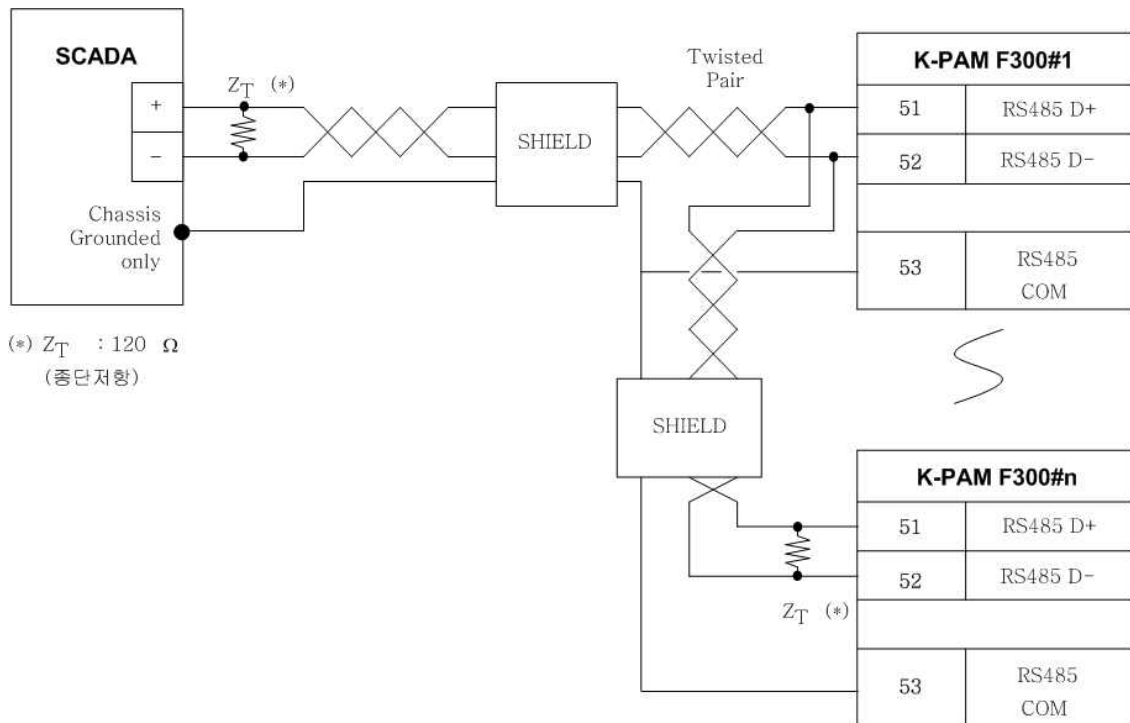 SCADA
+
−
Z_T (*)
Chassis
Grounded
only
(*) Z_T : 120 Ω
(종단저항)
SHIELD
Twisted
Pair
K-PAM F300#1
51 RS485 D+
52 RS485 D-
53 RS485
COM
SHIELD
K-PAM F300#n
51 RS485 D+
52 RS485 D-
Z_T (*)
53 RS485
COM